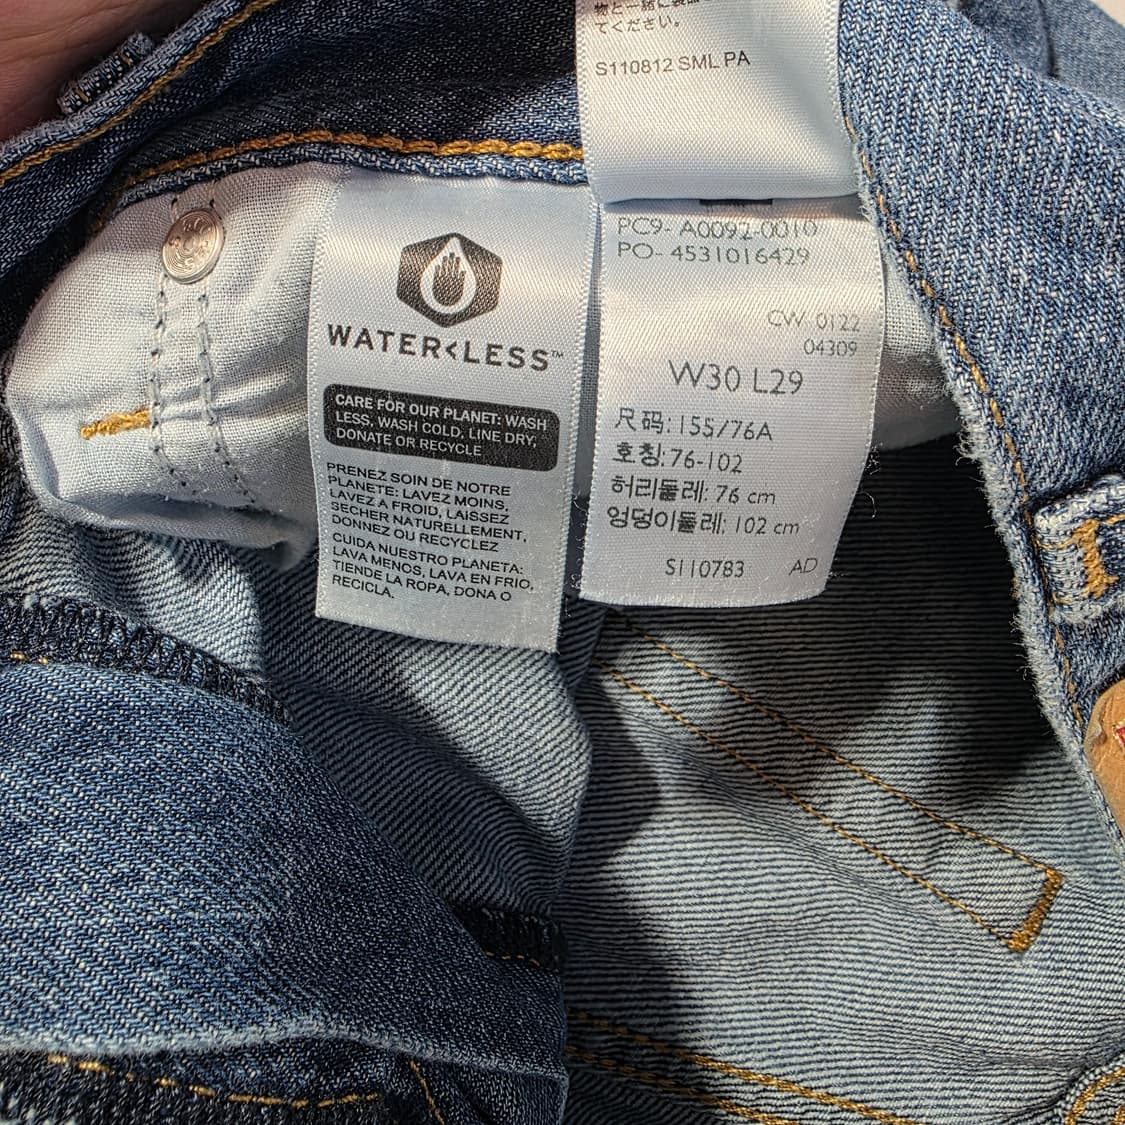 てください。
S110812 SML PA
WATER<LESS™
CARE FOR OUR PLANET: WASH
LESS, WASH COLD, LINE DRY,
DONATE OR RECYCLE
PRENEZ SOIN DE NOTRE
PLANETE: LAVEZ MOINS,
LAVEZ A FROID, LAISSEZ
SECHER NATURELLEMENT,
DONNEZ OU RECYCLEZ
CUIDA NUESTRO PLANETA:
LAVA MENOS, LAVA EN FRIO,
TIENDE LA ROPA, DONA O
RECICLA.
PC9- A0092-0010
PO- 4531016429
CW 0122
04309
W30 L29
尺码:155/76A
호칭:76-102
허리둘레: 76 cm
엉덩이둘레: 102 cm
S110783 AD